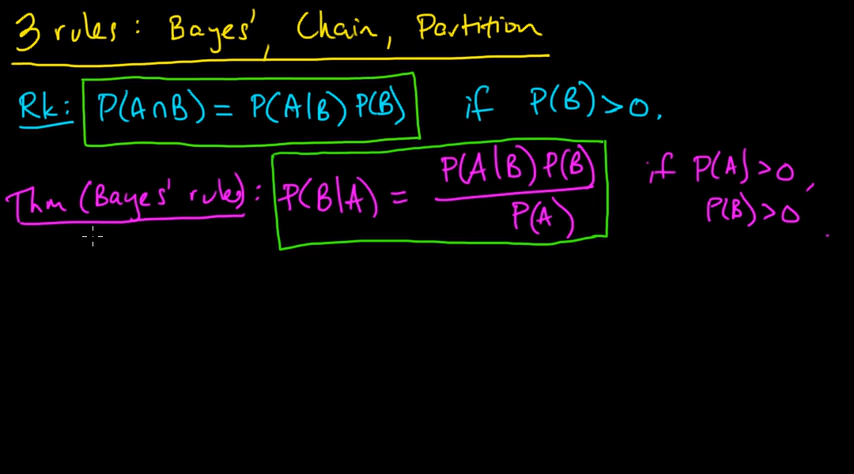 3 rules: Bayes', Chain, Partition
Rk: P(A∩B) = P(A|B) P(B) if P(B)>0.
Thm (Bayes' rule): P(B|A) = P(A|B) P(B) / P(A) if P(A)>0,
P(B)>0.